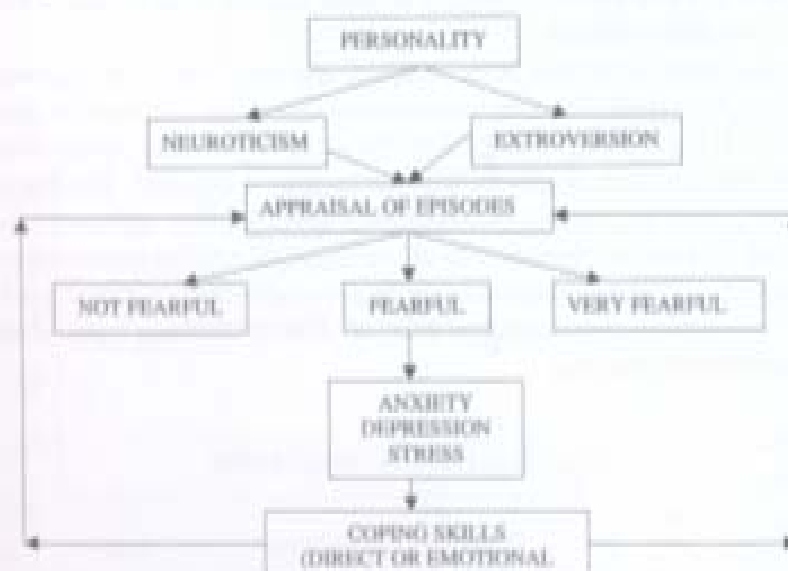 PERSONALITY
NEUROTICISM
EXTROVERSION
APPRAISAL OF EPISODES
NOT FEARFUL
FEARFUL
VERY FEARFUL
ANXIETY
DEPRESSION
STRESS
COPING SKILLS
(DIRECT OR EMOTIONAL